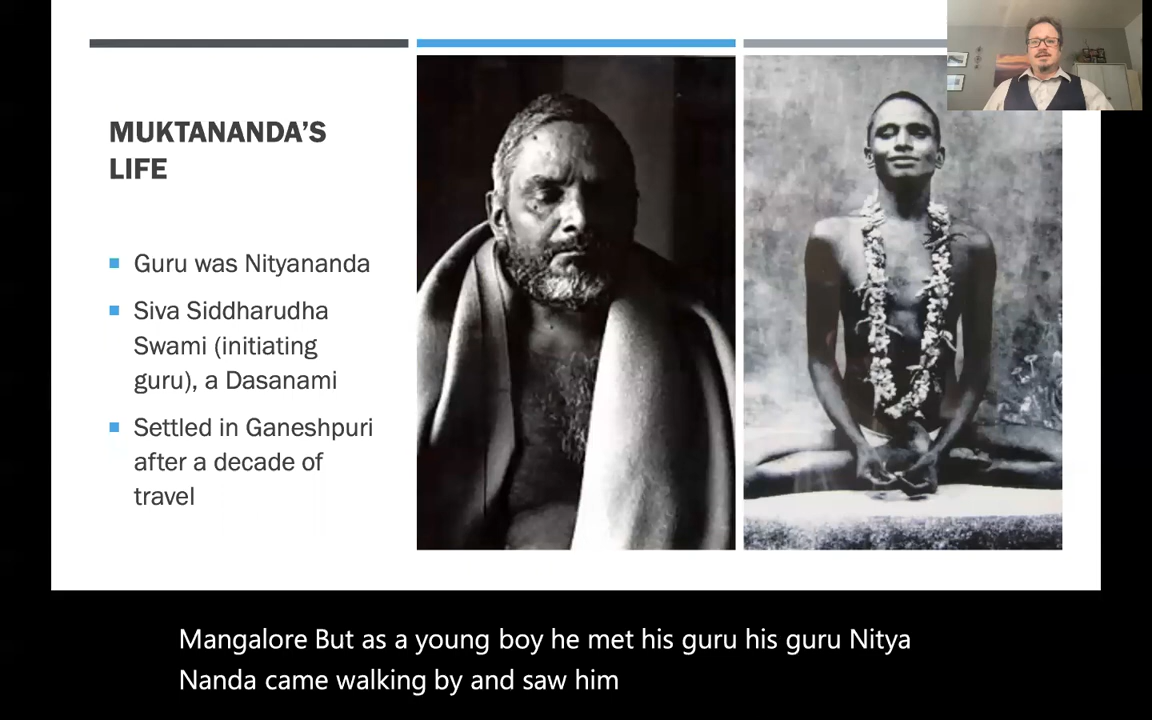 MUKTANANDA’S
LIFE
Guru was Nityananda
Siva Siddharudha
Swami (initiating
guru), a Dasanami
Settled in Ganeshpuri
after a decade of
travel
Mangalore But as a young boy he met his guru his guru Nitya
Nanda came walking by and saw him